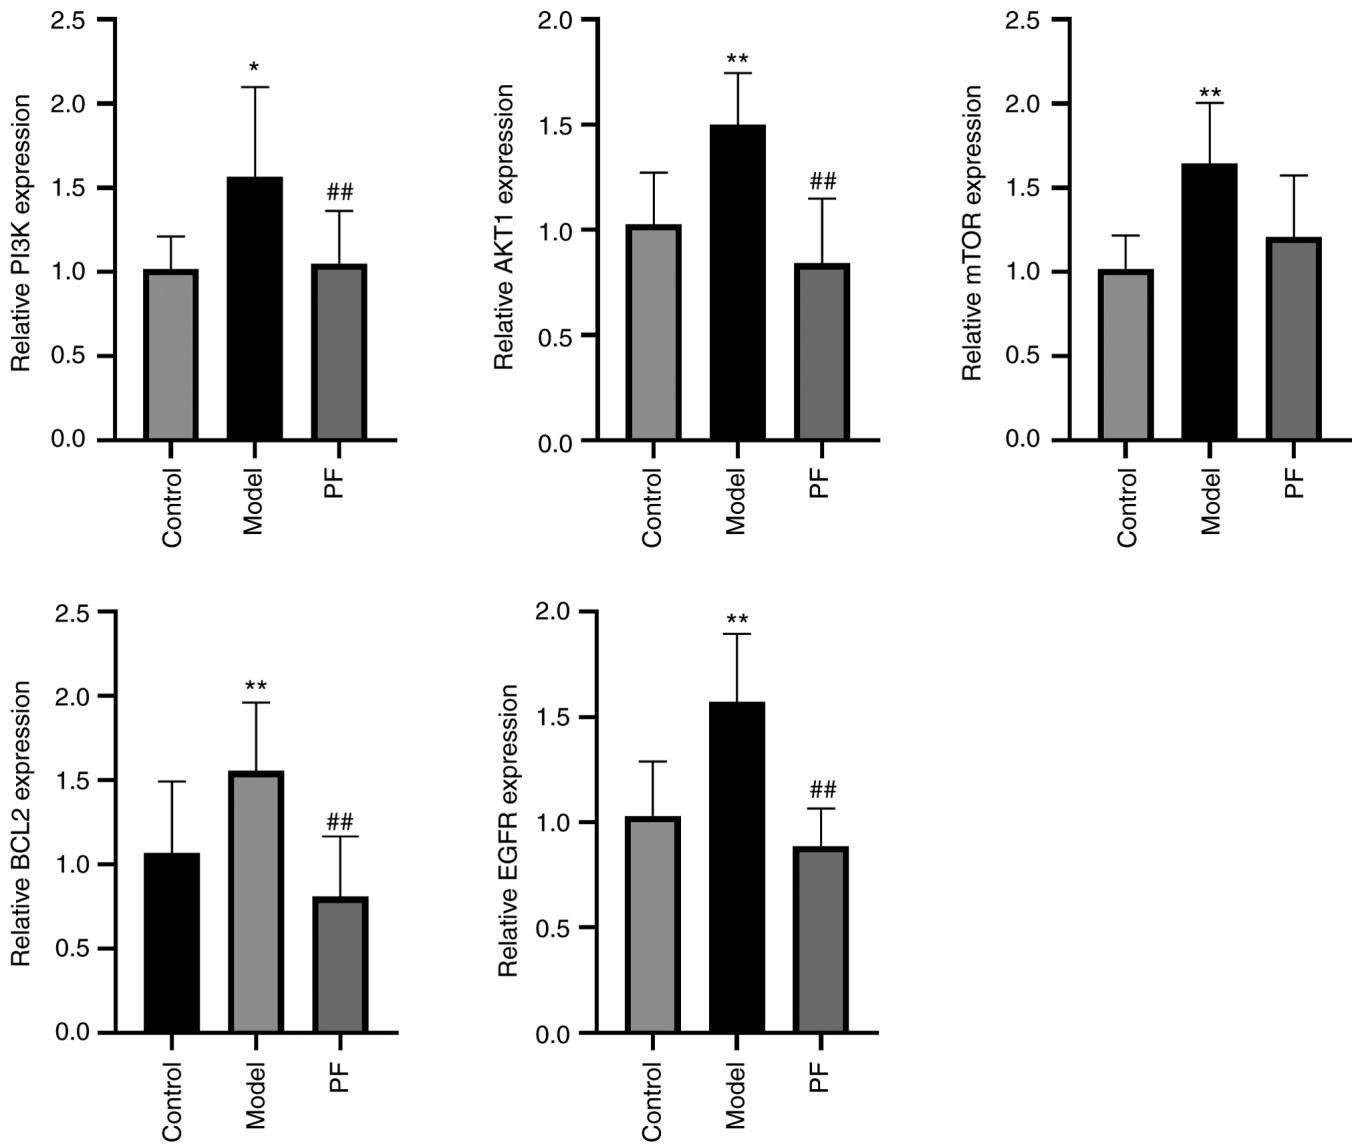 Relative PI3K expression
2.5
2.0
1.5
1.0
0.5
0.0
*
##
Control
Model
PF
Relative AKT1 expression
2.0
1.5
1.0
0.5
0.0
**
##
Control
Model
PF
Relative mTOR expression
2.5
2.0
1.5
1.0
0.5
0.0
**
Control
Model
PF
Relative BCL2 expression
2.5
2.0
1.5
1.0
0.5
0.0
**
##
Control
Model
PF
Relative EGFR expression
2.0
1.5
1.0
0.5
0.0
**
##
Control
Model
PF